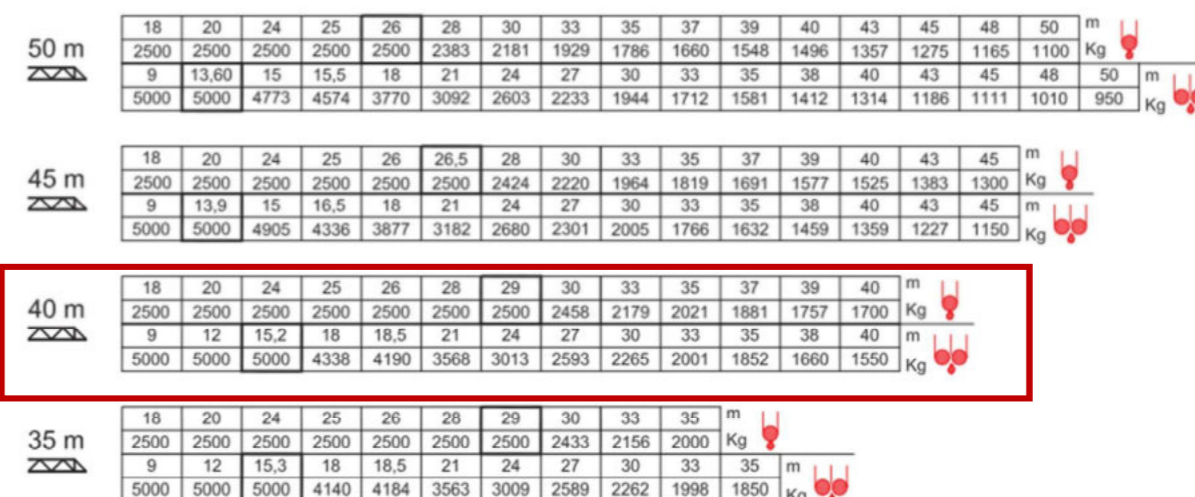 18 20 24 25 26 28 30 33 35 37 39 40 43 45 48 50 m
50 m
2500 2500 2500 2500 2500 2383 2181 1929 1786 1660 1548 1496 1357 1275 1165 1100 Kg
9 13,60 15 15,5 18 21 24 27 30 33 35 38 40 43 45 48 50 m
5000 5000 4773 4574 3770 3092 2603 2233 1944 1712 1581 1412 1314 1186 1111 1010 950 Kg
18 20 24 25 26 26,5 28 30 33 35 37 39 40 43 45 m
45 m
2500 2500 2500 2500 2500 2500 2424 2220 1964 1819 1691 1577 1525 1383 1300 Kg
9 13,9 15 16,5 18 21 24 27 30 33 35 38 40 43 45 m
5000 5000 4905 4336 3877 3182 2680 2301 2005 1766 1632 1459 1359 1227 1150 Kg
18 20 24 25 26 28 29 30 33 35 37 39 40 m
40 m
2500 2500 2500 2500 2500 2500 2500 2458 2179 2021 1881 1757 1700 Kg
9 12 15,2 18 18,5 21 24 27 30 33 35 38 40 m
5000 5000 5000 4338 4190 3568 3013 2593 2265 2001 1852 1660 1550 Kg
18 20 24 25 26 28 29 30 33 35 m
35 m
2500 2500 2500 2500 2500 2500 2500 2433 2156 2000 Kg
9 12 15,3 18 18,5 21 24 27 30 33 35 m
5000 5000 5000 4140 4184 3563 3009 2589 2262 1998 1850 Kg